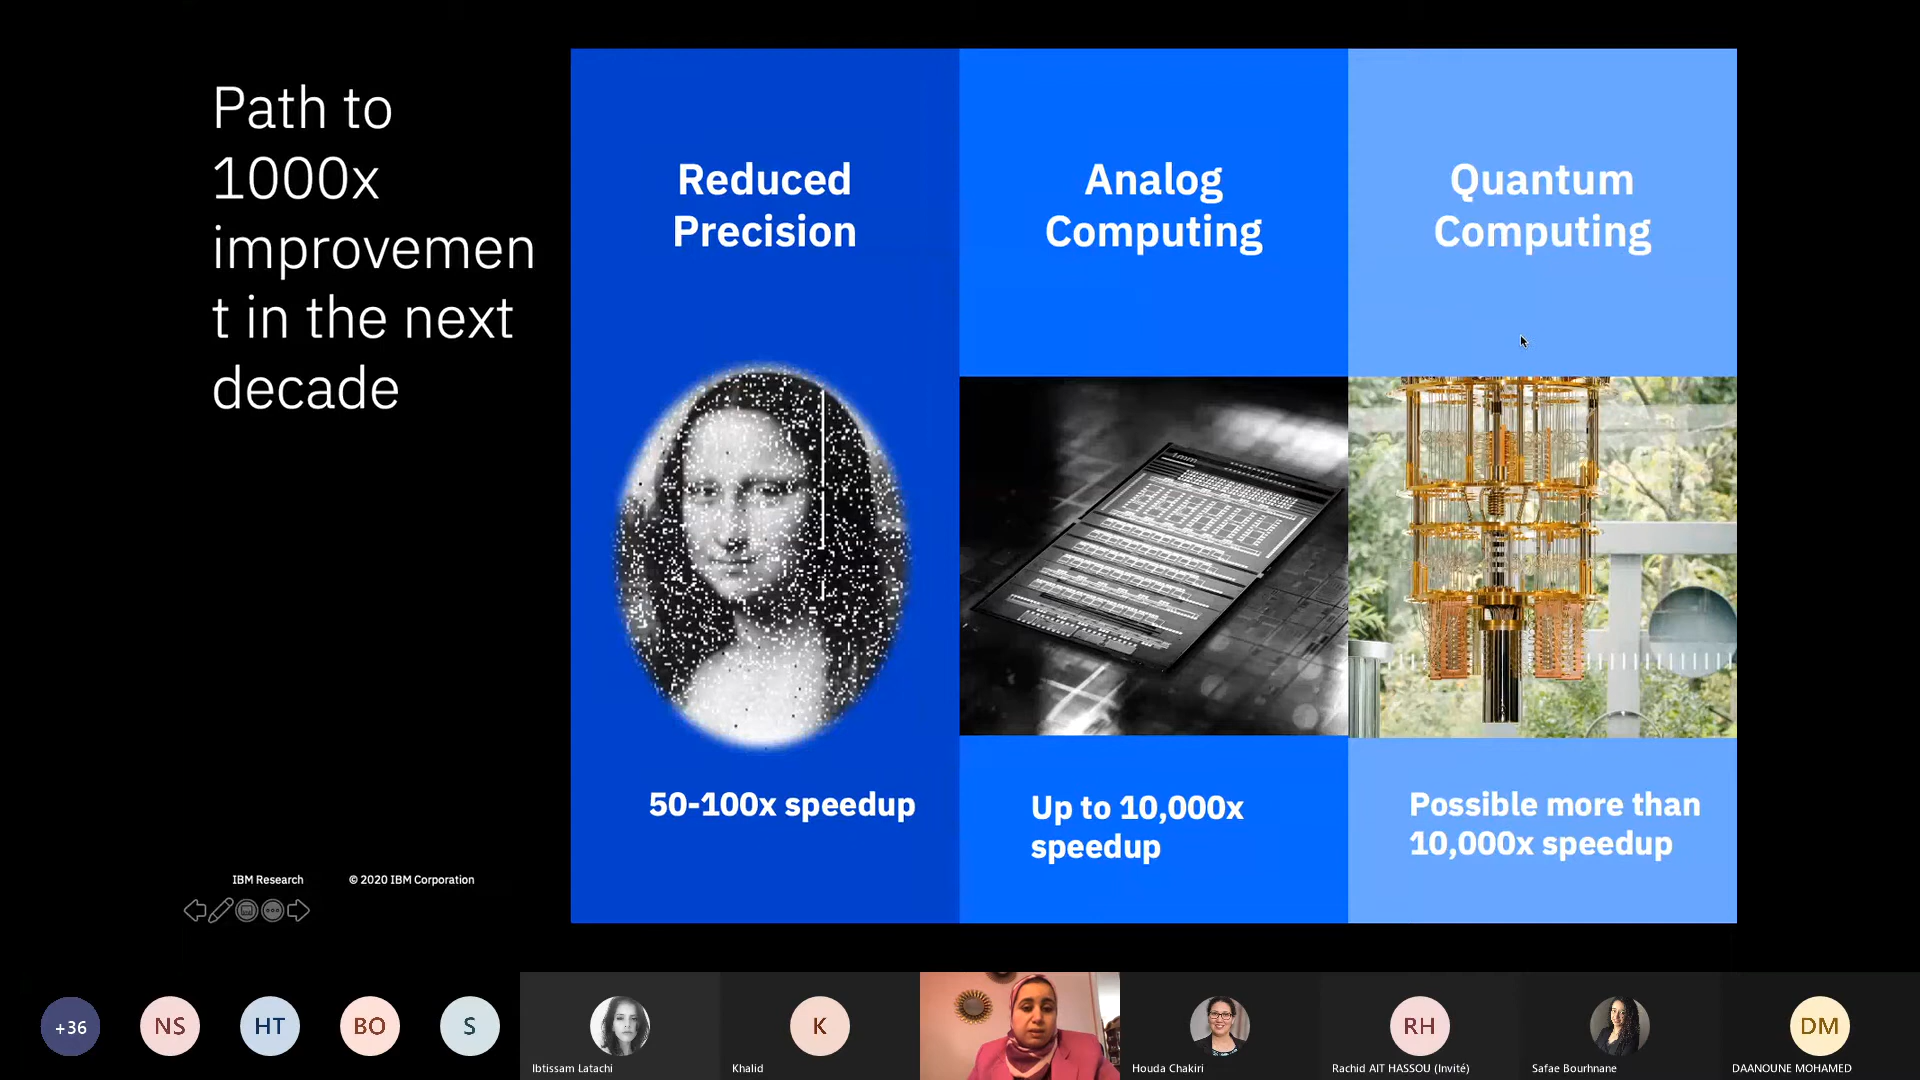 Path to
1000x
improvemen
t in the next
decade
Reduced
Precision
50-100x speedup
Analog
Computing
Up to 10,000x
speedup
Quantum
Computing
Possible more than
10,000x speedup
IBM Research
© 2020 IBM Corporation
+36
NS
HT
BO
S
Ibtissam Latachi
K
Khalid
Houda Chakiri
RH
Rachid AIT HASSOU (Invité)
Safae Bourhnane
DM
DAANOUNE MOHAMED